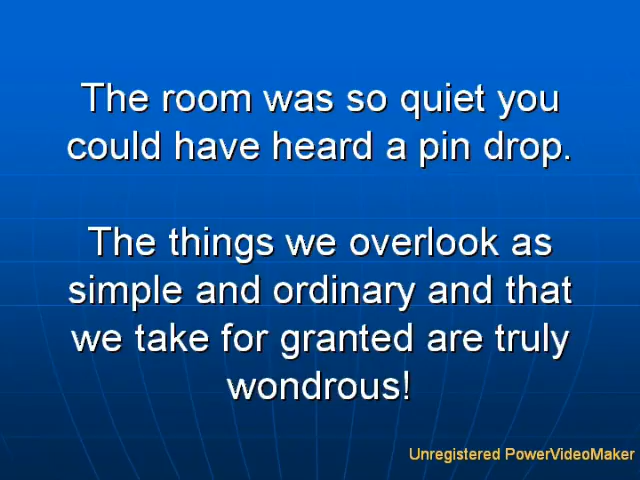 The room was so quiet you
could have heard a pin drop.
The things we overlook as
simple and ordinary and that
we take for granted are truly
wondrous!
Unregistered PowerVideoMaker